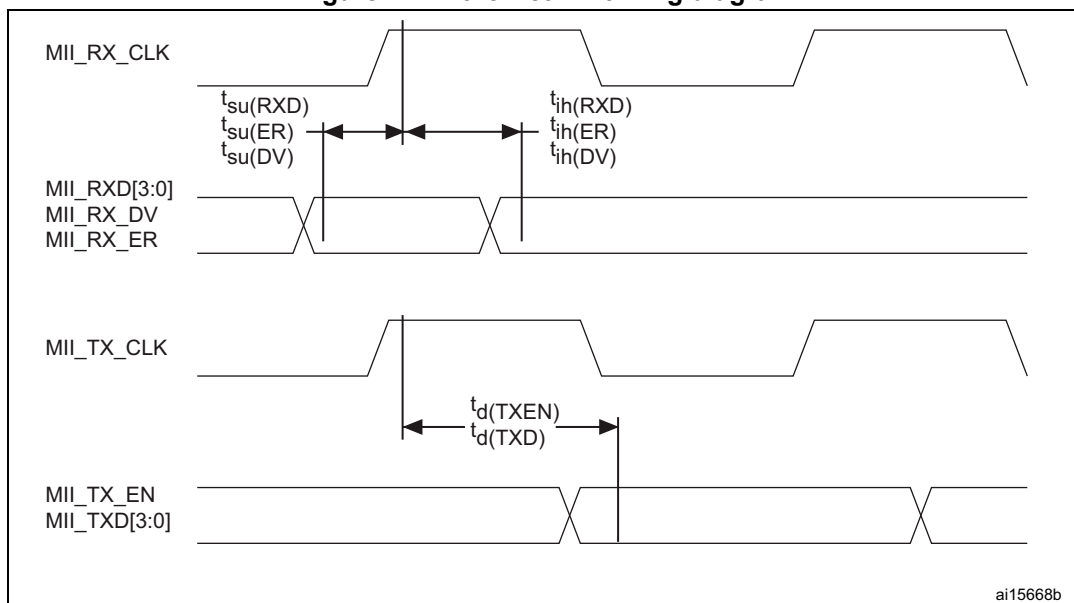 MII_RX_CLK
tsu(RXD)
tsu(ER)
tsu(DV)
tih(RXD)
tih(ER)
tih(DV)
MII_RXD[3:0]
MII_RX_DV
MII_RX_ER
MII_TX_CLK
td(TXEN)
td(TXD)
MII_TX_EN
MII_TXD[3:0]
ai15668b